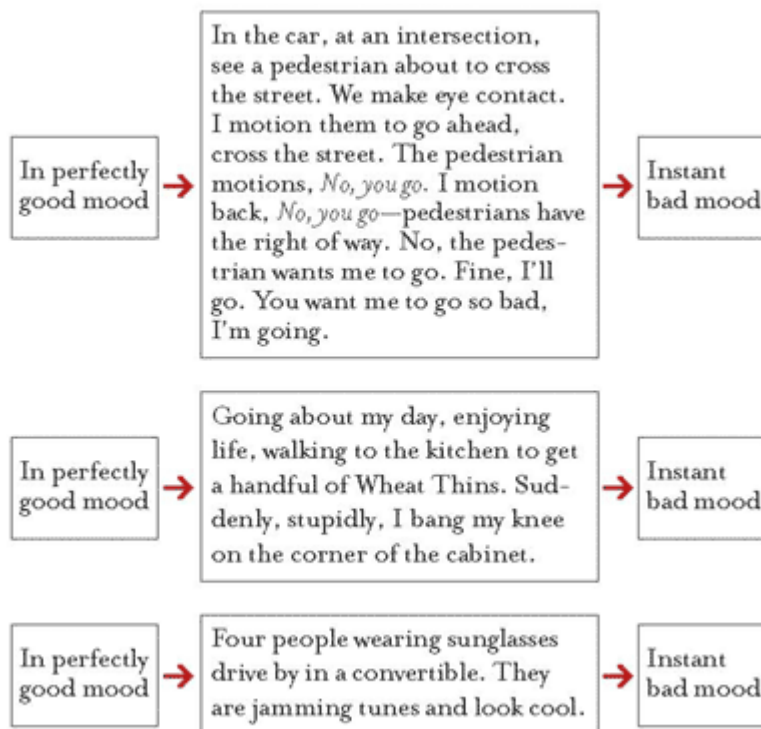 In the car, at an intersection,
see a pedestrian about to cross
the street. We make eye contact.
I motion them to go ahead,
cross the street. The pedestrian
motions, No, you go. I motion
back, No, you go—pedestrians have
the right of way. No, the pedes-
trian wants me to go. Fine, I'll
go. You want me to go so bad,
I'm going.
In perfectly
good mood
Instant
bad mood
Going about my day, enjoying
life, walking to the kitchen to get
a handful of Wheat Thins. Sud-
denly, stupidly, I bang my knee
on the corner of the cabinet.
In perfectly
good mood
Instant
bad mood
Four people wearing sunglasses
drive by in a convertible. They
are jamming tunes and look cool.
In perfectly
good mood
Instant
bad mood